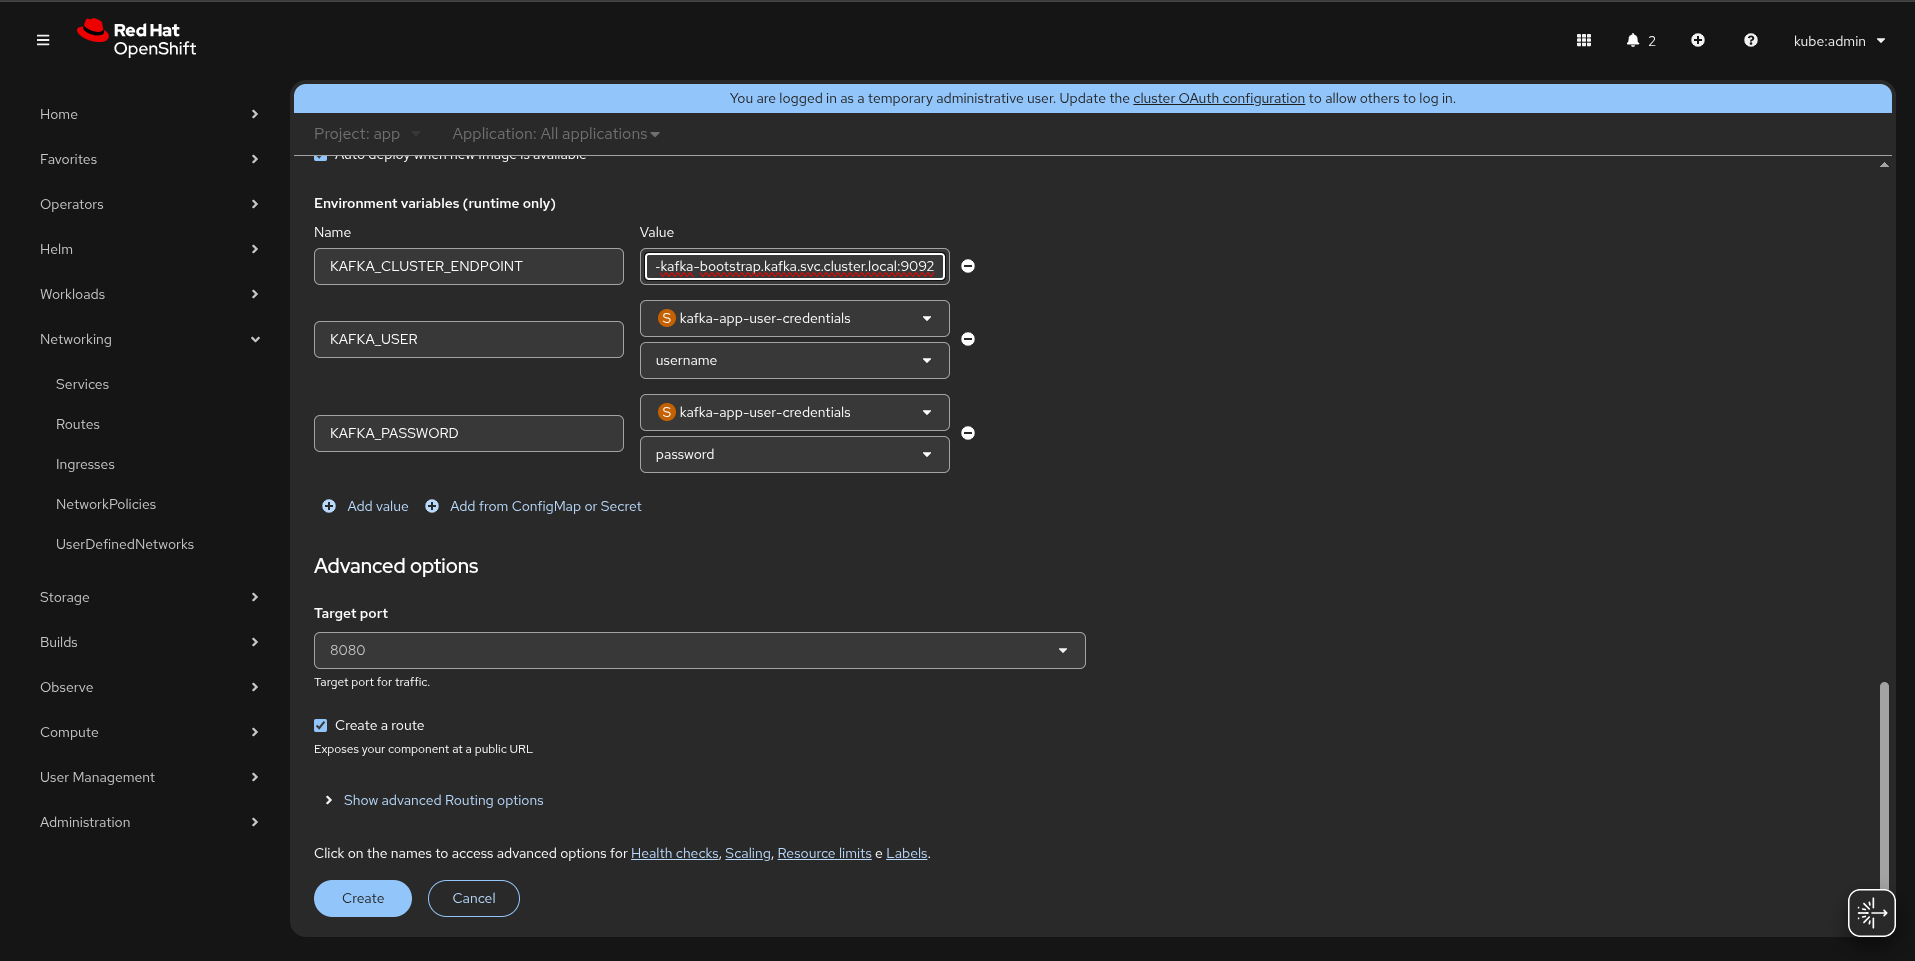 Red Hat
OpenShift
2
kube:admin
Home
Favorites
Operators
Helm
Workloads
Networking
Services
Routes
Ingresses
NetworkPolicies
UserDefinedNetworks
Storage
Builds
Observe
Compute
User Management
Administration
You are logged in as a temporary administrative user. Update the cluster OAuth configuration to allow others to log in.
Project: app Application: All applications
Auto deploy when new Image is available
Environment variables (runtime only)
Name Value
KAFKA_CLUSTER_ENDPOINT -kafka-bootstrap.kafka.svc.cluster.local:9092
KAFKA_USER S kafka-app-user-credentials
username
KAFKA_PASSWORD S kafka-app-user-credentials
password
Add value Add from ConfigMap or Secret
Advanced options
Target port
8080
Target port for traffic.
Create a route
Exposes your component at a public URL
Show advanced Routing options
Click on the names to access advanced options for Health checks, Scaling, Resource limits e Labels.
Create Cancel